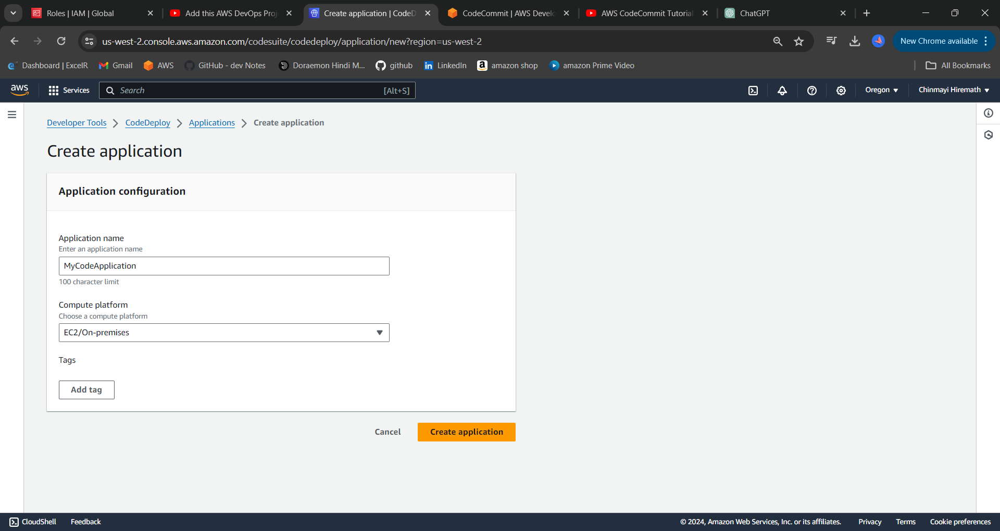 Roles | IAM | Global
Add this AWS DevOps Proj
Create application | CodeD
CodeCommit | AWS Develo
AWS CodeCommit Tutorial
ChatGPT
us-west-2.console.aws.amazon.com/codesuite/codedeploy/application/new?region=us-west-2
New Chrome available
Dashboard | ExcelR
Gmail
AWS
GitHub - dev Notes
Doraemon Hindi M...
github
LinkedIn
amazon shop
amazon Prime Video
All Bookmarks
aws
Services
Search
[Alt+S]
Oregon
Chinmayi Hiremath
Developer Tools
CodeDeploy
Applications
Create application
Create application
Application configuration
Application name
Enter an application name
MyCodeApplication
100 character limit
Compute platform
Choose a compute platform
EC2/On-premises
Tags
Add tag
Cancel
Create application
CloudShell
Feedback
© 2024, Amazon Web Services, Inc. or its affiliates.
Privacy
Terms
Cookie preferences